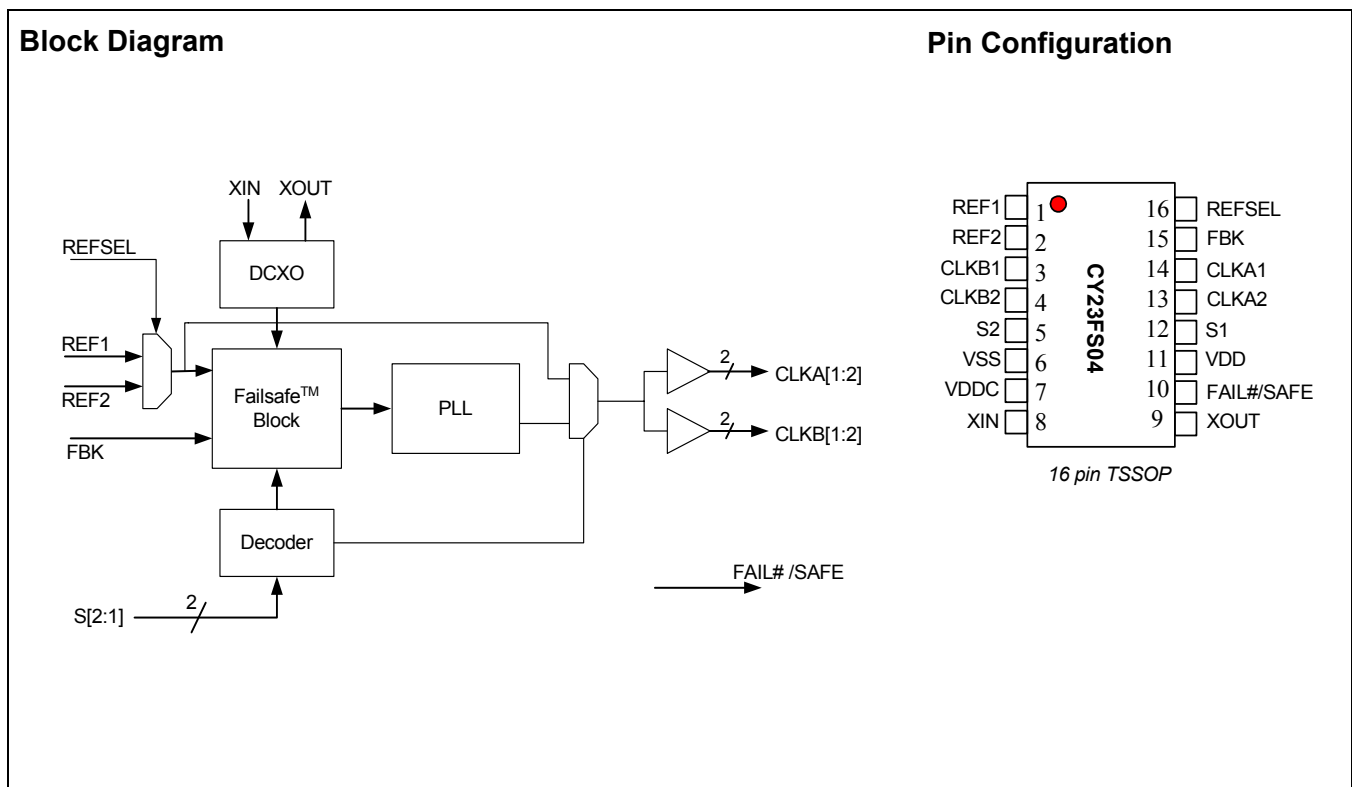 Block Diagram
Pin Configuration
XIN XOUT
REFSEL
DCXO
REF1
REF2
Failsafe™
Block
PLL
FBK
2
CLKA[1:2]
2
CLKB[1:2]
Decoder
FAIL# /SAFE
2
S[2:1]
REF1 1 16 REFSEL
REF2 2 15 FBK
CLKB1 3 14 CLKA1
CLKB2 4 13 CLKA2
S2 5 12 S1
VSS 6 11 VDD
VDDC 7 10 FAIL#/SAFE
XIN 8 9 XOUT
CY23FS04
16 pin TSSOP